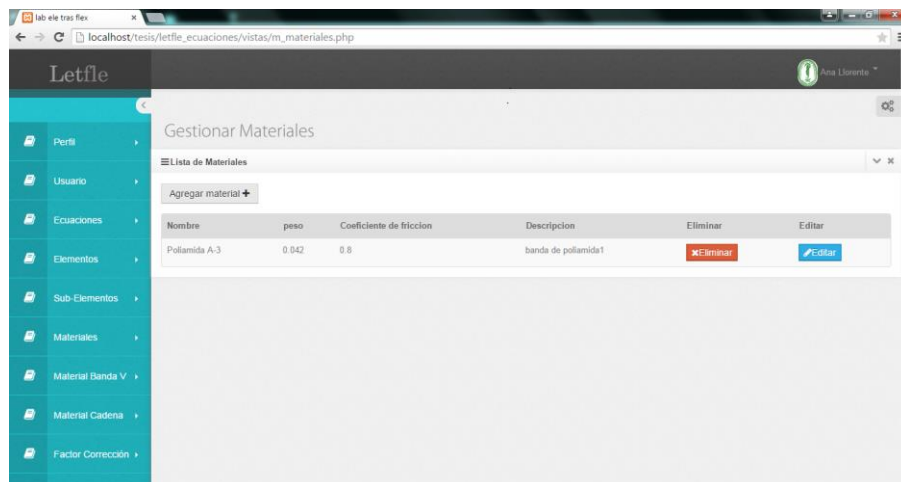 lab ele tras flex
localhost/tesis/letfle_ecuaciones/vistas/m_materiales.php
Letfle
Ana Llorente
Perfil
Usuario
Ecuaciones
Elementos
Sub-Elementos
Materiales
Material Banda V
Material Cadena
Factor Corrección
Gestionar Materiales
Lista de Materiales
Agregar material
Nombre peso Coeficiente de friccion Descripcion Eliminar Editar
Poliamida A-3 0.042 0.8 banda de poliamida1 Eliminar Editar